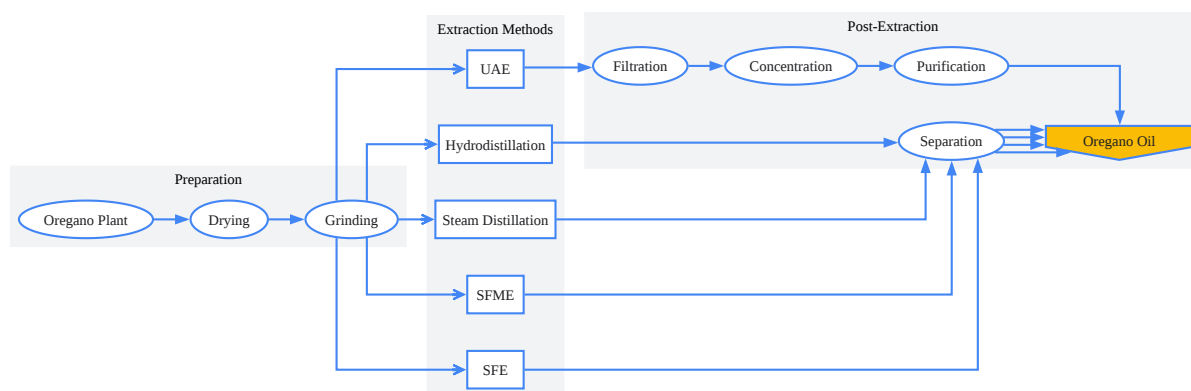 Preparation
Oregano Plant
Drying
Grinding
Extraction Methods
UAE
Hydrodistillation
Steam Distillation
SFME
SFE
Post-Extraction
Filtration
Concentration
Purification
Separation
Oregano Oil